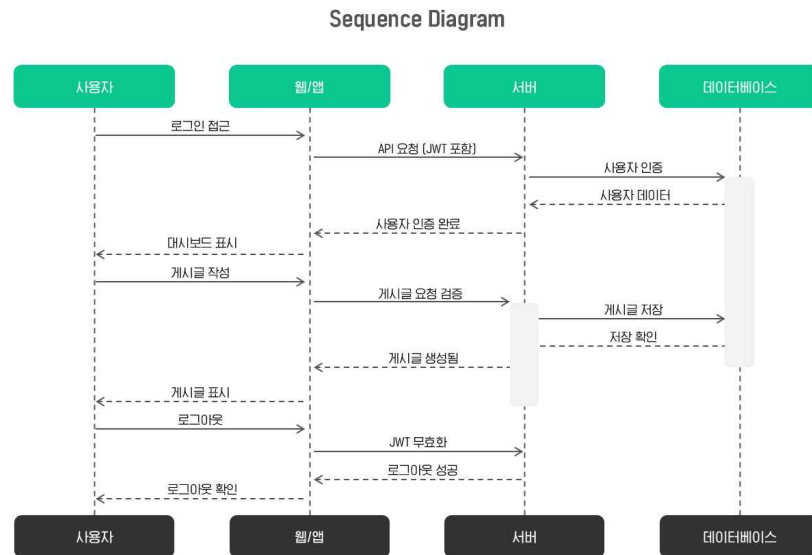 Sequence Diagram
사용자
웹/앱
서버
데이터베이스
로그인 접근
API 요청 (JWT 포함)
사용자 인증
사용자 데이터
사용자 인증 완료
대시보드 표시
게시글 작성
게시글 요청 검증
게시글 저장
저장 확인
게시글 생성됨
게시글 표시
로그아웃
JWT 무효화
로그아웃 성공
로그아웃 확인
사용자
웹/앱
서버
데이터베이스